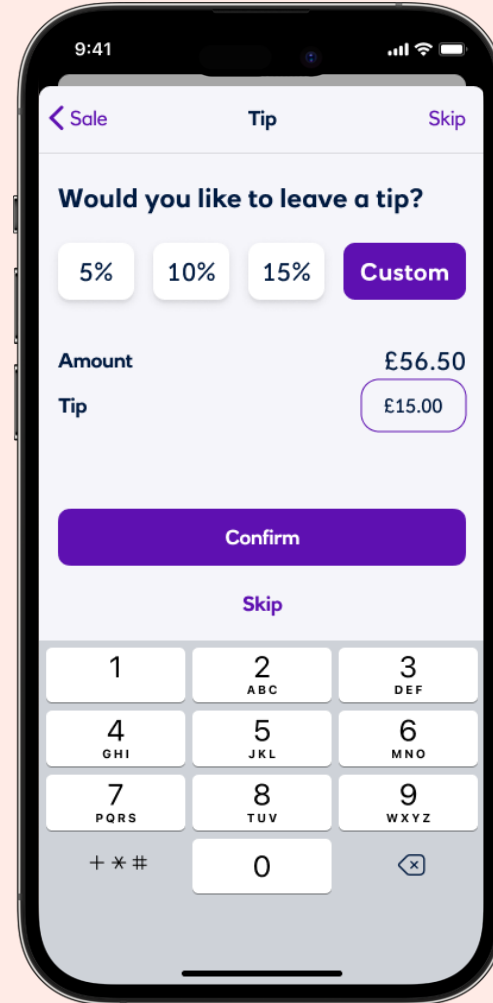 9:41
Sale Tip Skip
Would you like to leave a tip?
5% 10% 15% Custom
Amount £56.50
Tip £15.00
Confirm
Skip
1 2 3
ABC DEF
4 5 6
GHI JKL MNO
7 8 9
PQRS TUV WXYZ
+ * # 0